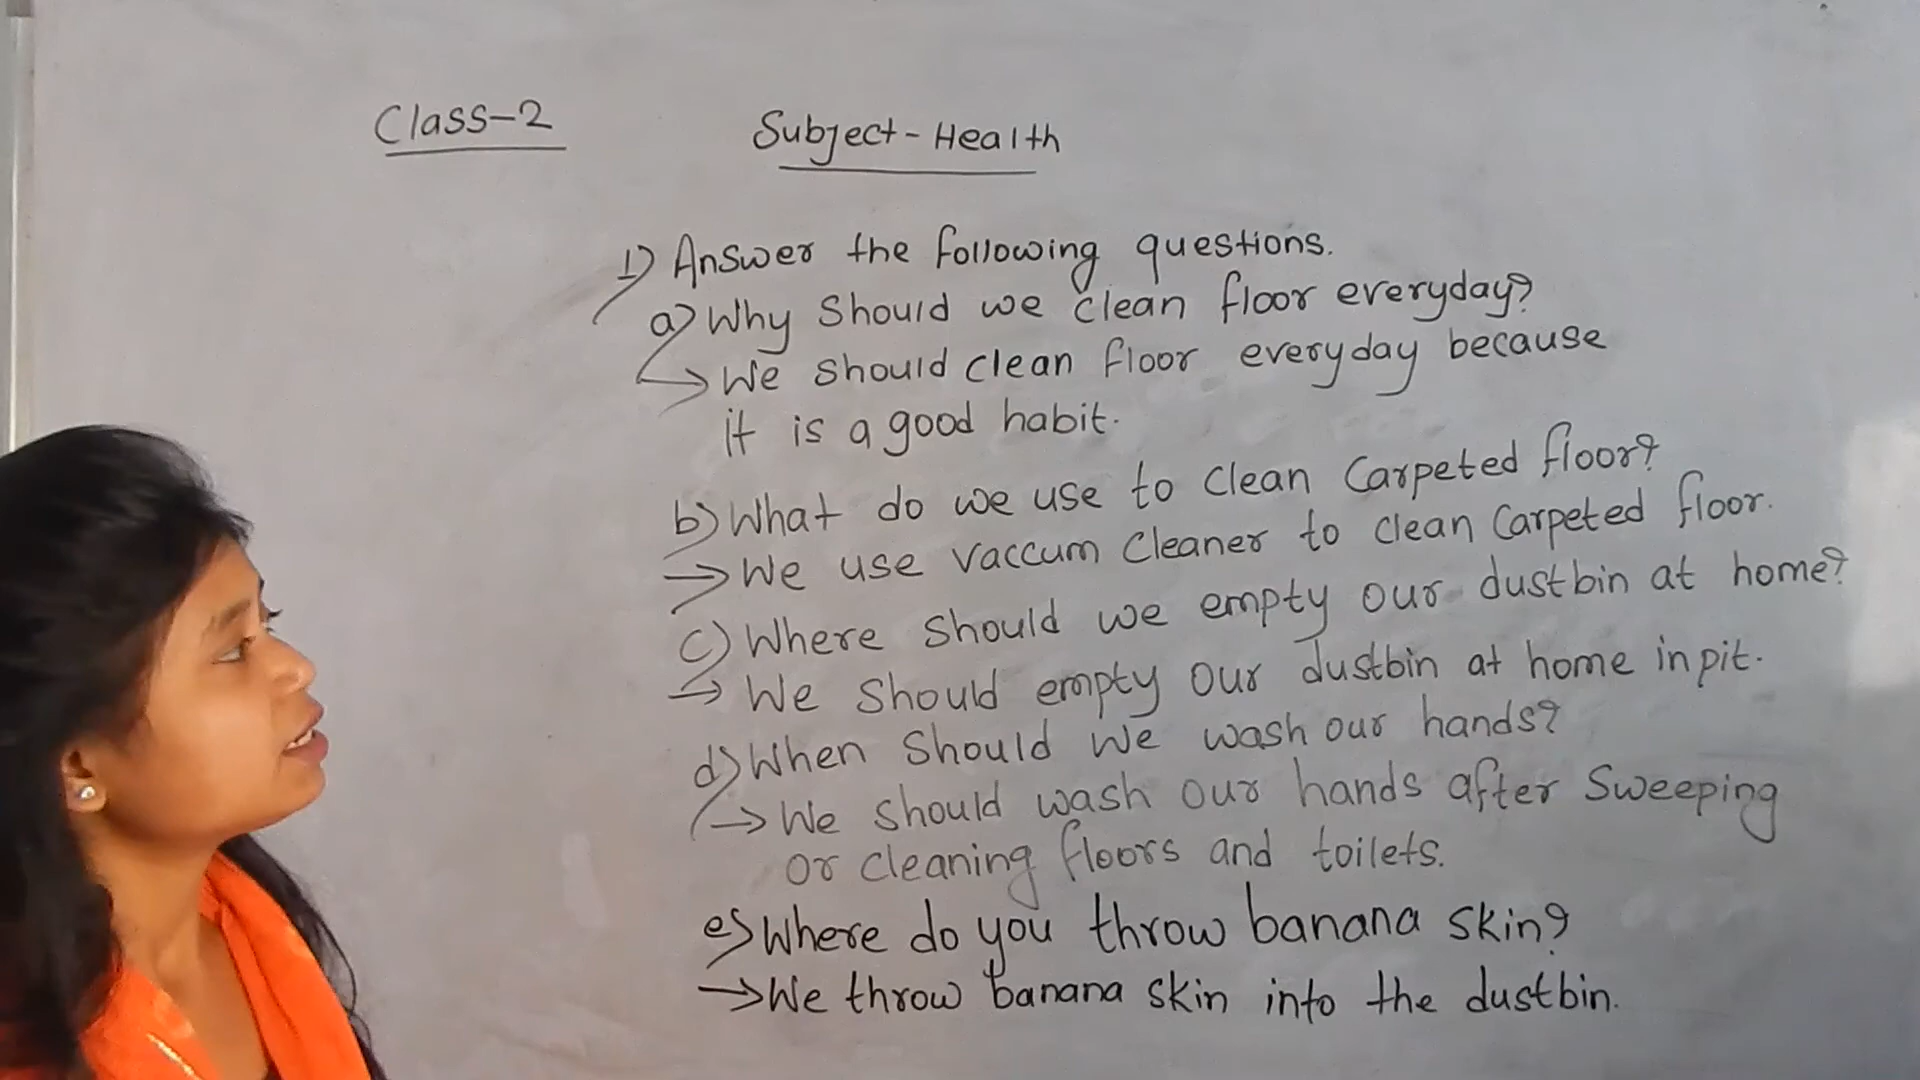 Class-2
Subject-Health
1) Answer the following questions.
a) Why Should we clean floor everyday?
→ We should clean floor everyday because
it is a good habit.
b) What do we use to clean Carpeted floor?
→ We use vaccum Cleaner to clean Carpeted floor.
c) Where should we empty our dustbin at home?
→ We should empty our dustbin at home in pit.
d) When Should we wash our hands?
→ We should wash our hands after Sweeping
or cleaning floors and toilets.
e) Where do you throw banana skin?
→ We throw banana skin into the dustbin.